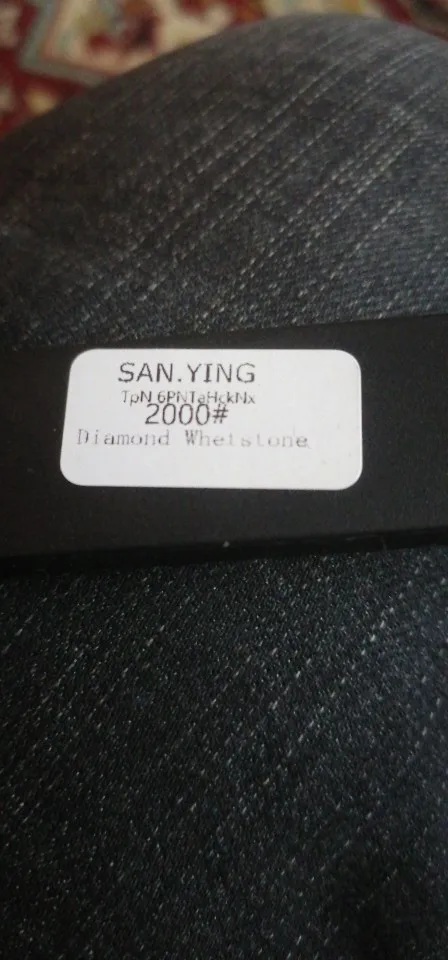 SAN.YING
TpN 6PNTaHckNx
2000#
Diamond Whetstone